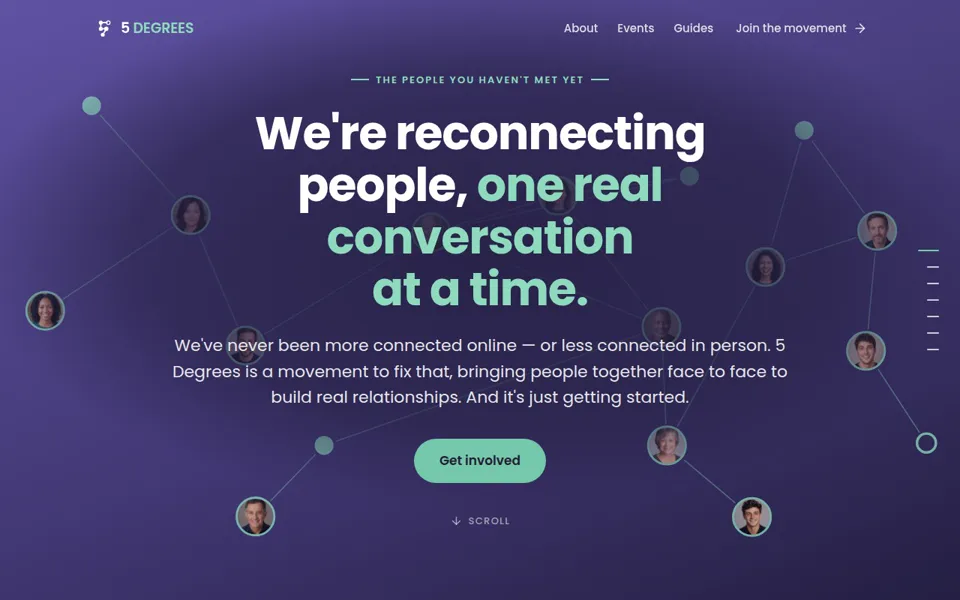 5 DEGREES
About Events Guides Join the movement →
THE PEOPLE YOU HAVEN'T MET YET
We're reconnecting
people, one real
conversation
at a time.
We've never been more connected online — or less connected in person. 5
Degrees is a movement to fix that, bringing people together face to face to
build real relationships. And it's just getting started.
Get involved
↓ SCROLL